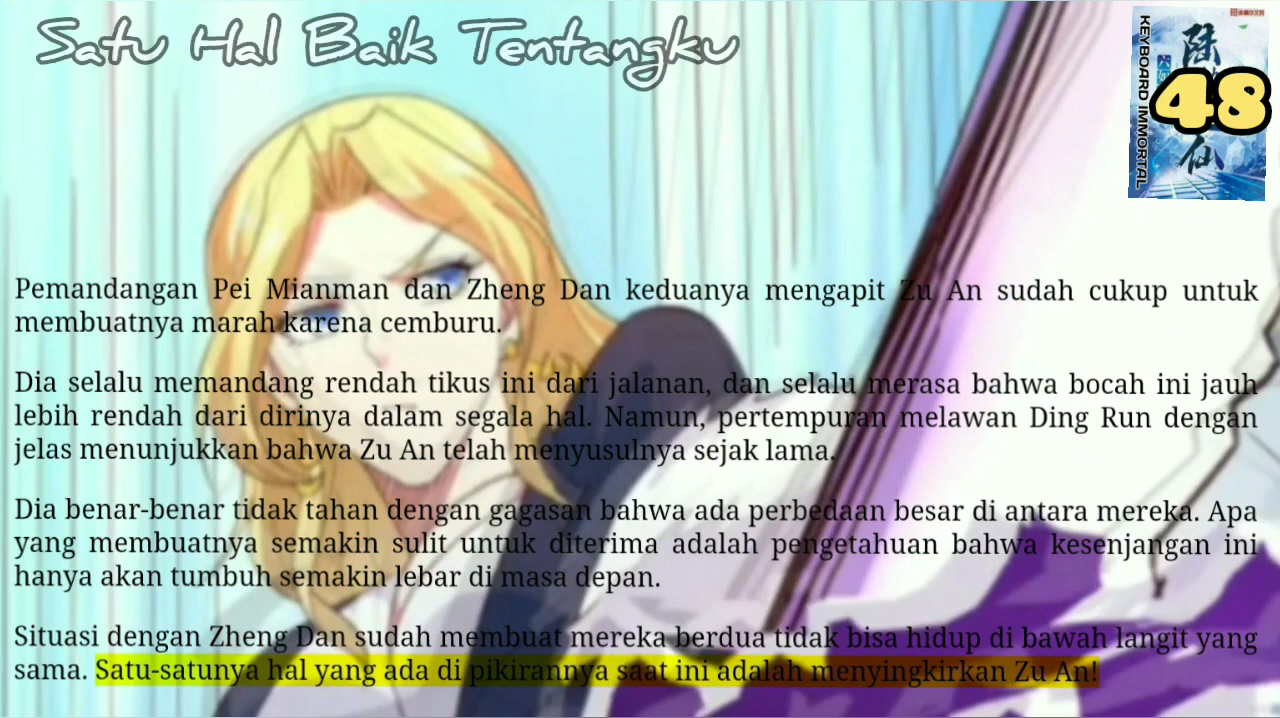 Satu Hal Baik Tentangku
KEYBOARD IMMORTAL
48
Pemandangan Pei Mianman dan Zheng Dan keduanya mengapit Zu An sudah cukup untuk
membuatnya marah karena cemburu.
Dia selalu memandang rendah tikus ini dari jalanan, dan selalu merasa bahwa bocah ini jauh
lebih rendah dari dirinya dalam segala hal. Namun, pertempuran melawan Ding Run dengan
jelas menunjukkan bahwa Zu An telah menyusulnya sejak lama.
Dia benar-benar tidak tahan dengan gagasan bahwa ada perbedaan besar di antara mereka. Apa
yang membuatnya semakin sulit untuk diterima adalah pengetahuan bahwa kesenjangan ini
hanya akan tumbuh semakin lebar di masa depan.
Situasi dengan Zheng Dan sudah membuat mereka berdua tidak bisa hidup di bawah langit yang
sama. Satu-satunya hal yang ada di pikirannya saat ini adalah menyingkirkan Zu An!